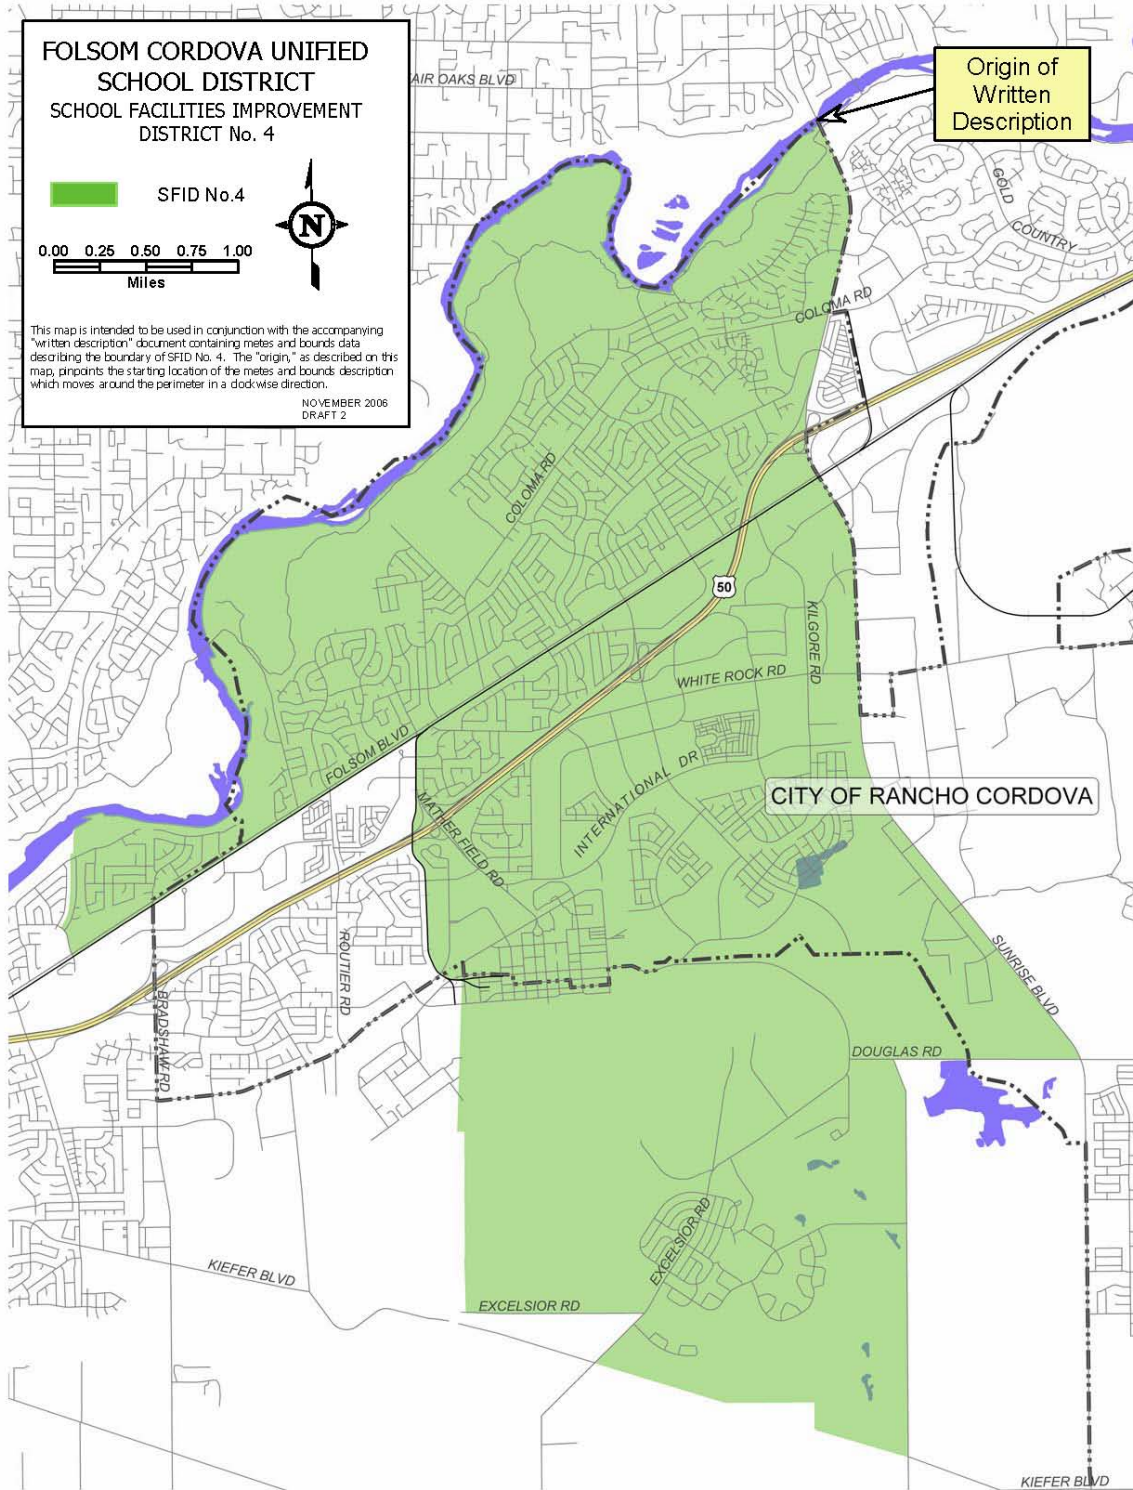 FOLSOM CORDOVA UNIFIED
SCHOOL DISTRICT
SCHOOL FACILITIES IMPROVEMENT
DISTRICT No. 4
SFID No.4
N
0.00 0.25 0.50 0.75 1.00
Miles
This map is intended to be used in conjunction with the accompanying
"written description" document containing metes and bounds data
describing the boundary of SFID No. 4. The "origin," as described on this
map, pinpoints the starting location of the metes and bounds description
which moves around the perimeter in a clockwise direction.
NOVEMBER 2006
DRAFT 2
AIR OAKS BLVD
Origin of
Written
Description
GOLD
COUNTRY
COLOMA RD
COLOMA RD
50
KILGORE RD
WHITE ROCK RD
FOLSOM BLVD
INTERNATIONAL DR
CITY OF RANCHO CORDOVA
MATHER FIELD RD
ROUTIER RD
SUNRISE BLVD
BRADSHAW RD
DOUGLAS RD
EXCELSIOR RD
KIEFER BLVD
EXCELSIOR RD
KIEFER BLVD